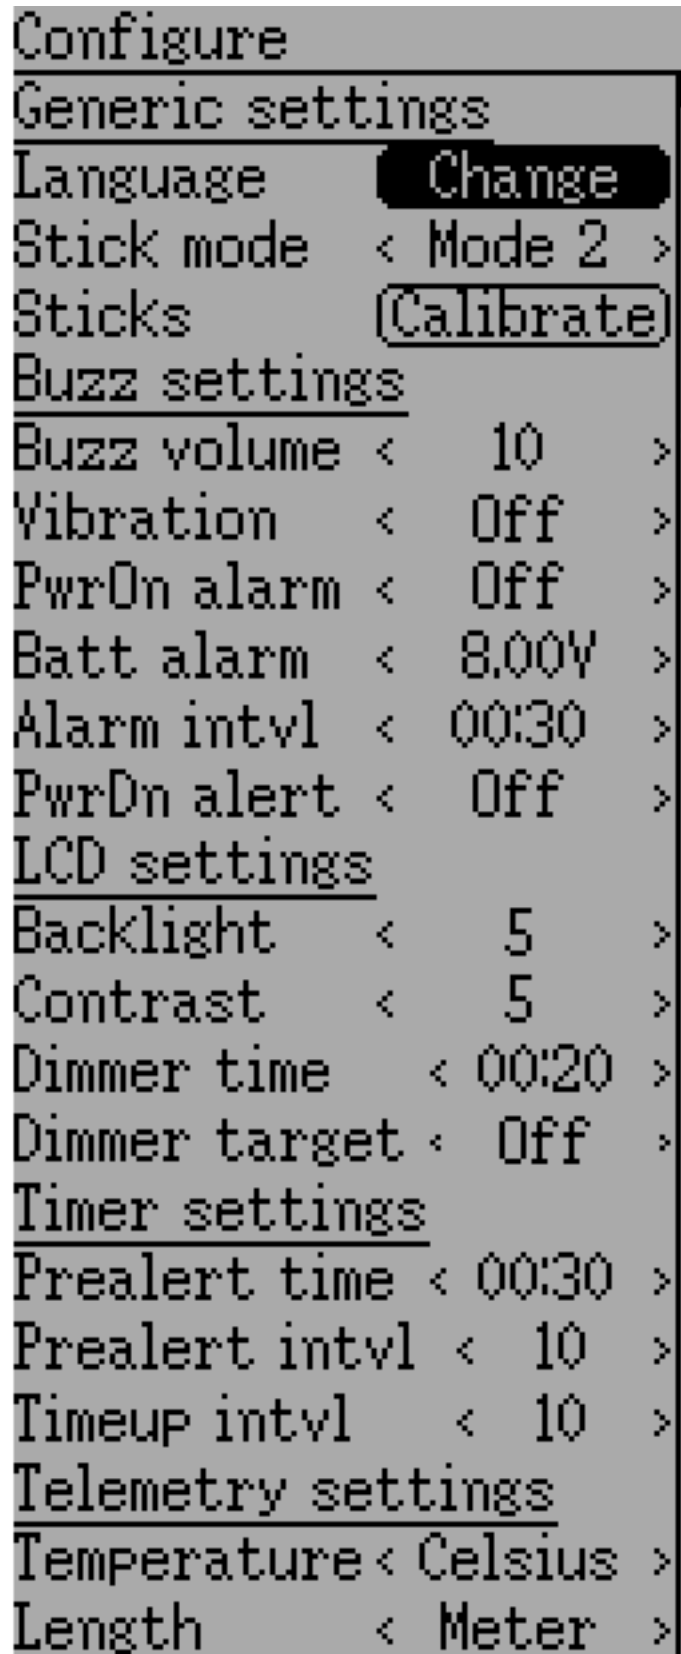 Configure
Generic settings
Language Change
Stick mode < Mode 2 >
Sticks Calibrate
Buzz settings
Buzz volume < 10 >
Vibration < Off >
PwrOn alarm < Off >
Batt alarm < 8.00V >
Alarm intvl < 00:30 >
PwrDn alert < Off >
LCD settings
Backlight < 5 >
Contrast < 5 >
Dimmer time < 00:20 >
Dimmer target < Off >
Timer settings
Prealert time < 00:30 >
Prealert intvl < 10 >
Timeup intvl < 10 >
Telemetry settings
Temperature < Celsius >
Length < Meter >